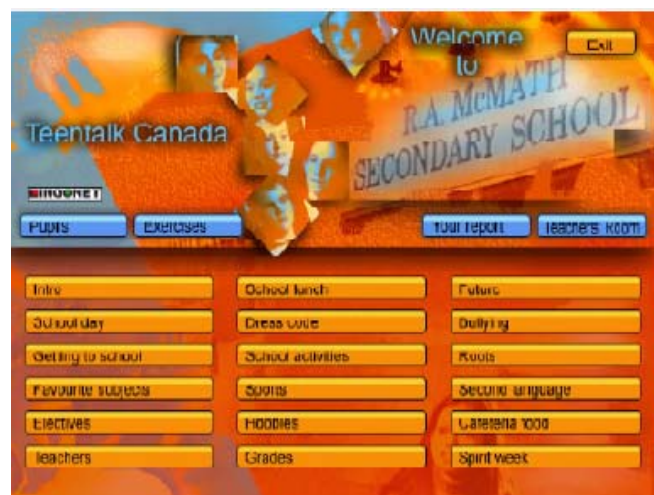 Welcome
to
Exit
R.A. McMATH
SECONDARY SCHOOL
Teentalk Canada
LINGONET
Pupils Exercises Your report Teachers' Room
Intro School lunch Future
School day Dress code Bullying
Getting to school School activities Roots
Favourite subjects Sports Second language
Electives Hobbies Cafeteria food
Teachers Grades Spirit week